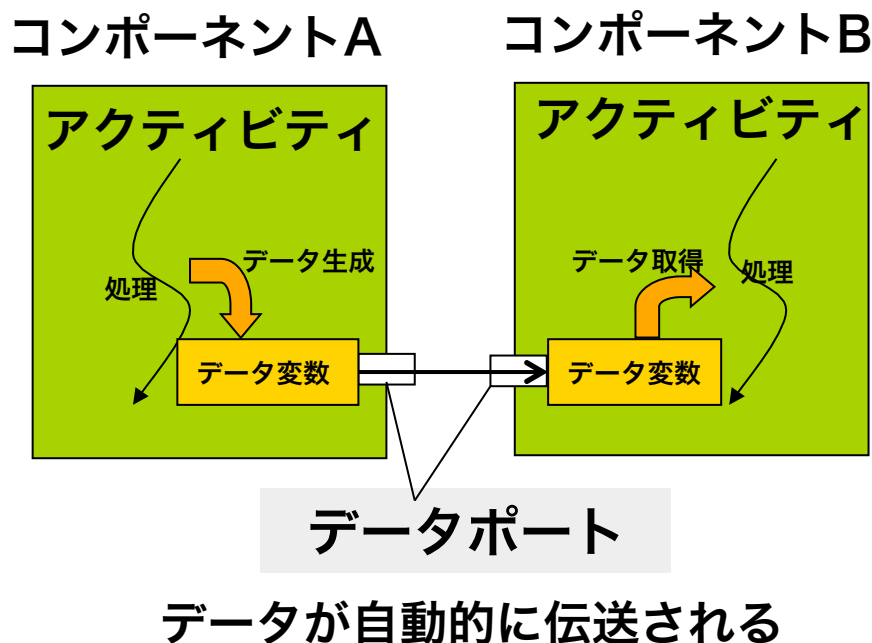 コンポーネントA
コンポーネントB
アクティビティ
アクティビティ
データ生成
処理
データ取得
処理
データ変数
データ変数
データポート
データが自動的に伝送される